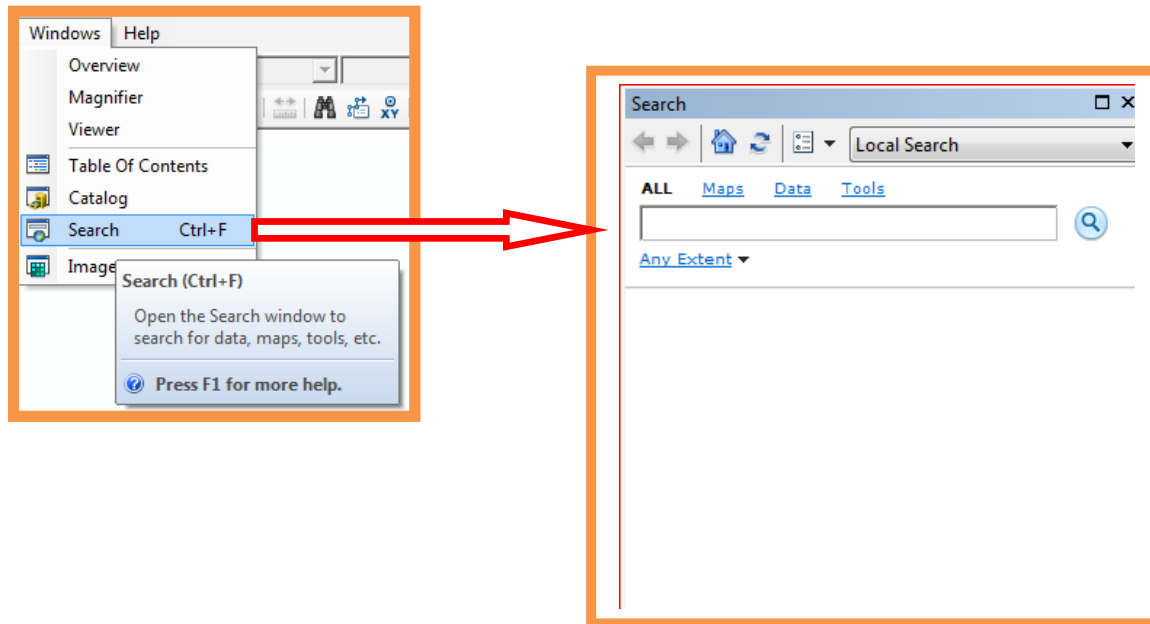 Windows Help
Overview
Magnifier
Viewer
Table Of Contents
Catalog
Search Ctrl+F
Image
Search (Ctrl+F)
Open the Search window to
search for data, maps, tools, etc.
Press F1 for more help.
XY
Search
Local Search
ALL Maps Data Tools
Any Extent